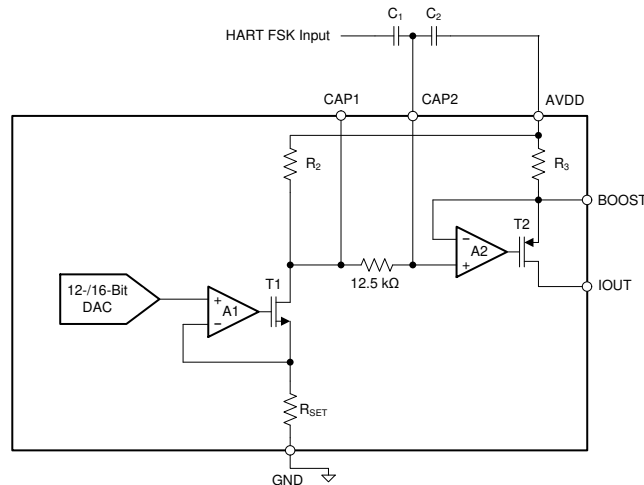 C1 C2
HART FSK Input
CAP1 CAP2 AVDD
R2 R3
BOOST
T2
- A2 +
T1
12.5 kΩ
IOUT
12-/16-Bit
DAC
+ A1 -
RSET
GND